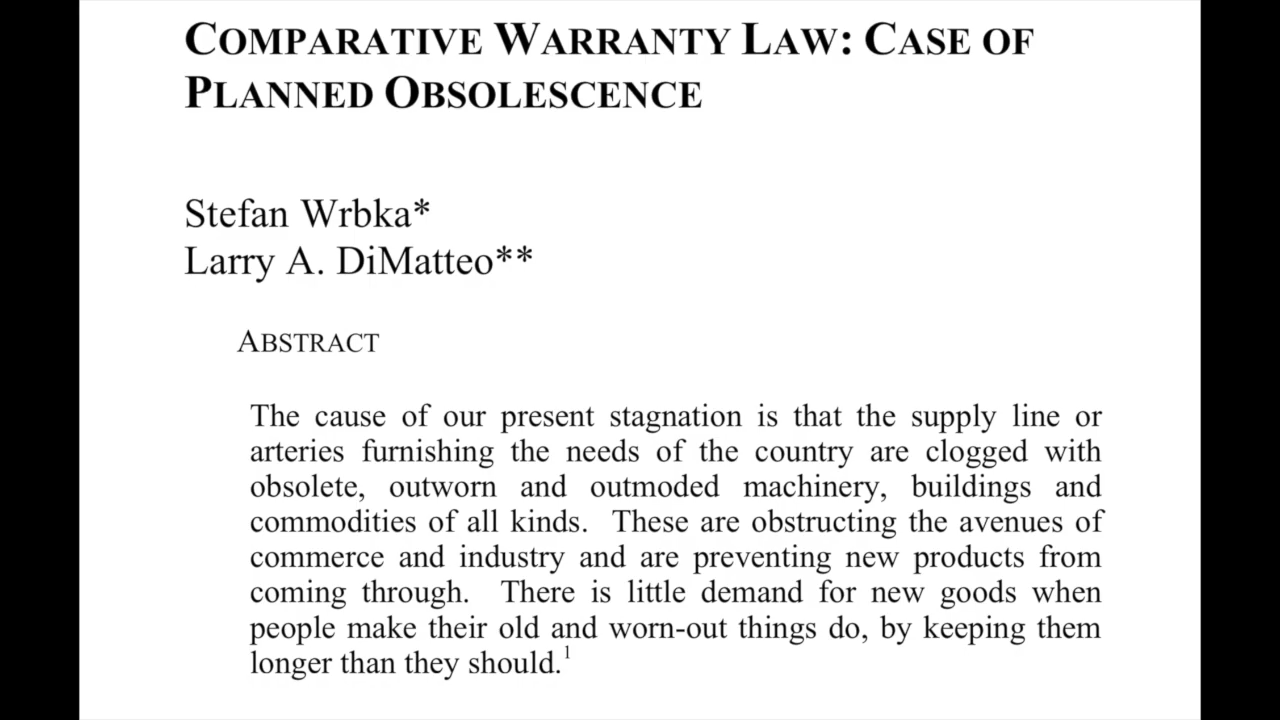 COMPARATIVE WARRANTY LAW: CASE OF
PLANNED OBSOLESCENCE
Stefan Wrbka*
Larry A. DiMatteo**
ABSTRACT
The cause of our present stagnation is that the supply line or
arteries furnishing the needs of the country are clogged with
obsolete, outworn and outmoded machinery, buildings and
commodities of all kinds. These are obstructing the avenues of
commerce and industry and are preventing new products from
coming through. There is little demand for new goods when
people make their old and worn-out things do, by keeping them
longer than they should.¹